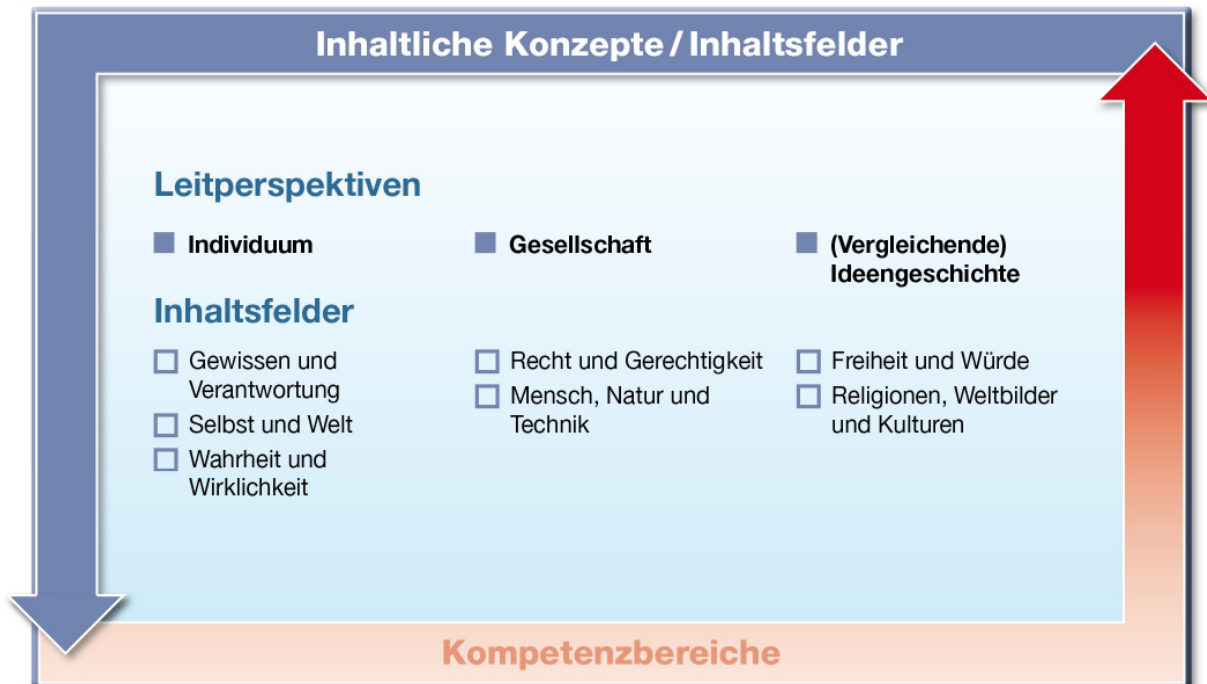 Inhaltliche Konzepte / Inhaltsfelder
Leitperspektiven
Individuum
Gesellschaft
(Vergleichende)
Ideengeschichte
Inhaltsfelder
Gewissen und
Verantwortung
Selbst und Welt
Wahrheit und
Wirklichkeit
Recht und Gerechtigkeit
Mensch, Natur und
Technik
Freiheit und Würde
Religionen, Weltbilder
und Kulturen
Kompetenzbereiche